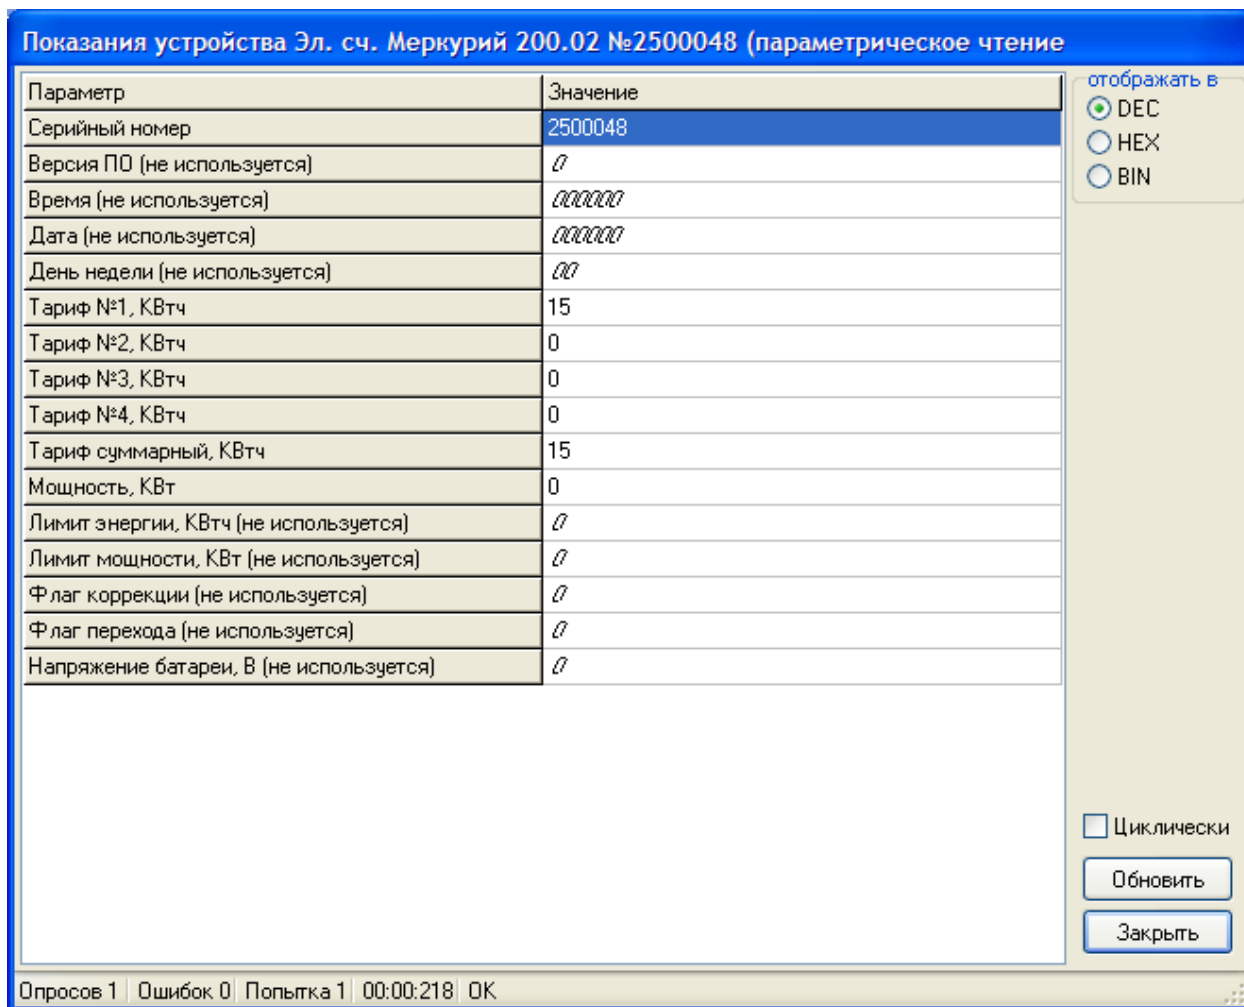 Показания устройства Эл. сч. Меркурий 200.02 №2500048 (параметрическое чтение
Параметр Значение
Серийный номер 2500048
Версия ПО (не используется) 0
Время (не используется) 000000
Дата (не используется) 000000
День недели (не используется) 00
Тариф №1, КВтч 15
Тариф №2, КВтч 0
Тариф №3, КВтч 0
Тариф №4, КВтч 0
Тариф суммарный, КВтч 15
Мощность, КВт 0
Лимит энергии, КВтч (не используется) 0
Лимит мощности, КВт (не используется) 0
Флаг коррекции (не используется) 0
Флаг перехода (не используется) 0
Напряжение батареи, В (не используется) 0
отображать в
DEC
HEX
BIN
Циклически
Обновить
Закрыть
Опросов 1 Ошибок 0 Попытка 1 00:00:218 OK